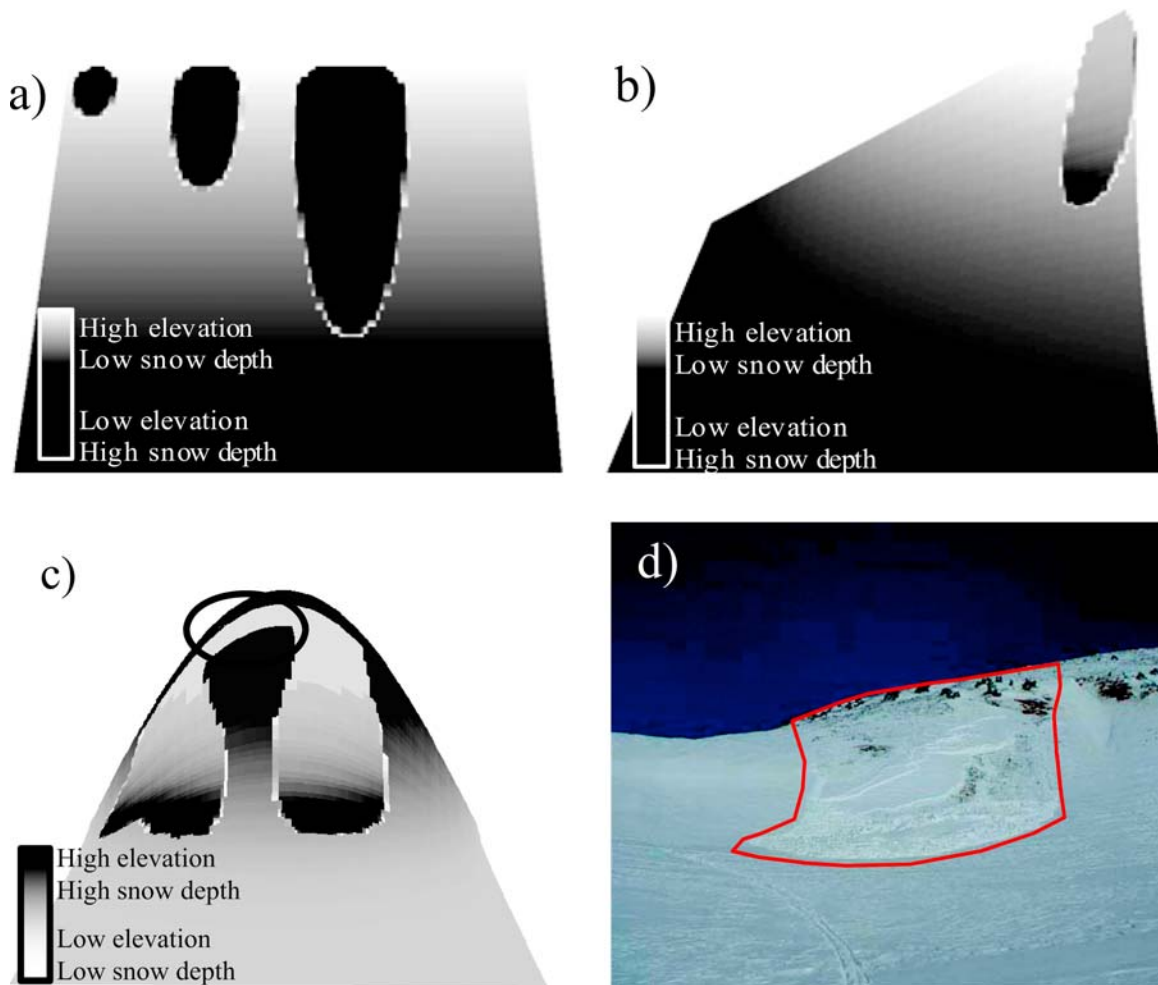 a)
High elevation
Low snow depth
Low elevation
High snow depth
b)
High elevation
Low snow depth
Low elevation
High snow depth
c)
High elevation
High snow depth
Low elevation
Low snow depth
d)